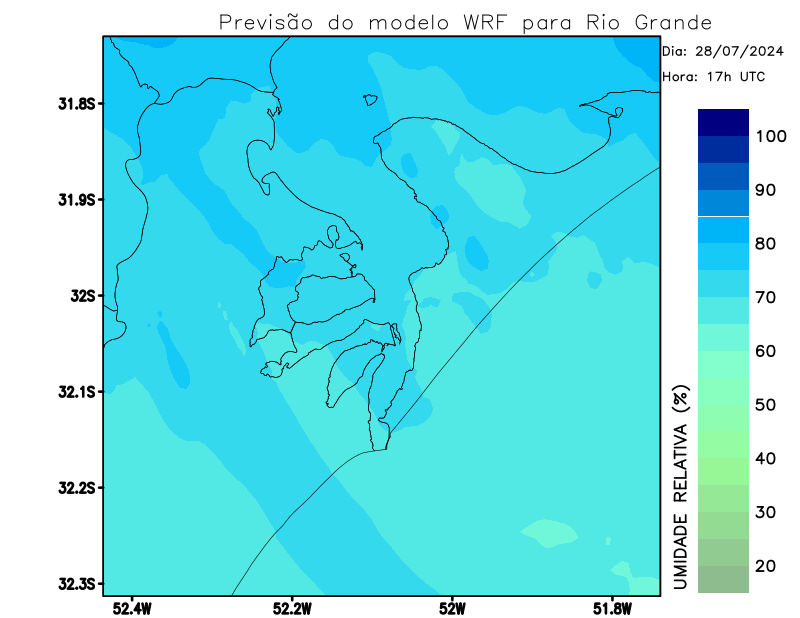 Previsão do modelo WRF para Rio Grande
Dia: 28/07/2024
Hora: 17h UTC
31.8S
31.9S
32S
32.1S
32.2S
32.3S
52.4W
52.2W
52W
51.8W
100
90
80
70
60
50
40
30
20
UMIDADE RELATIVA (%)